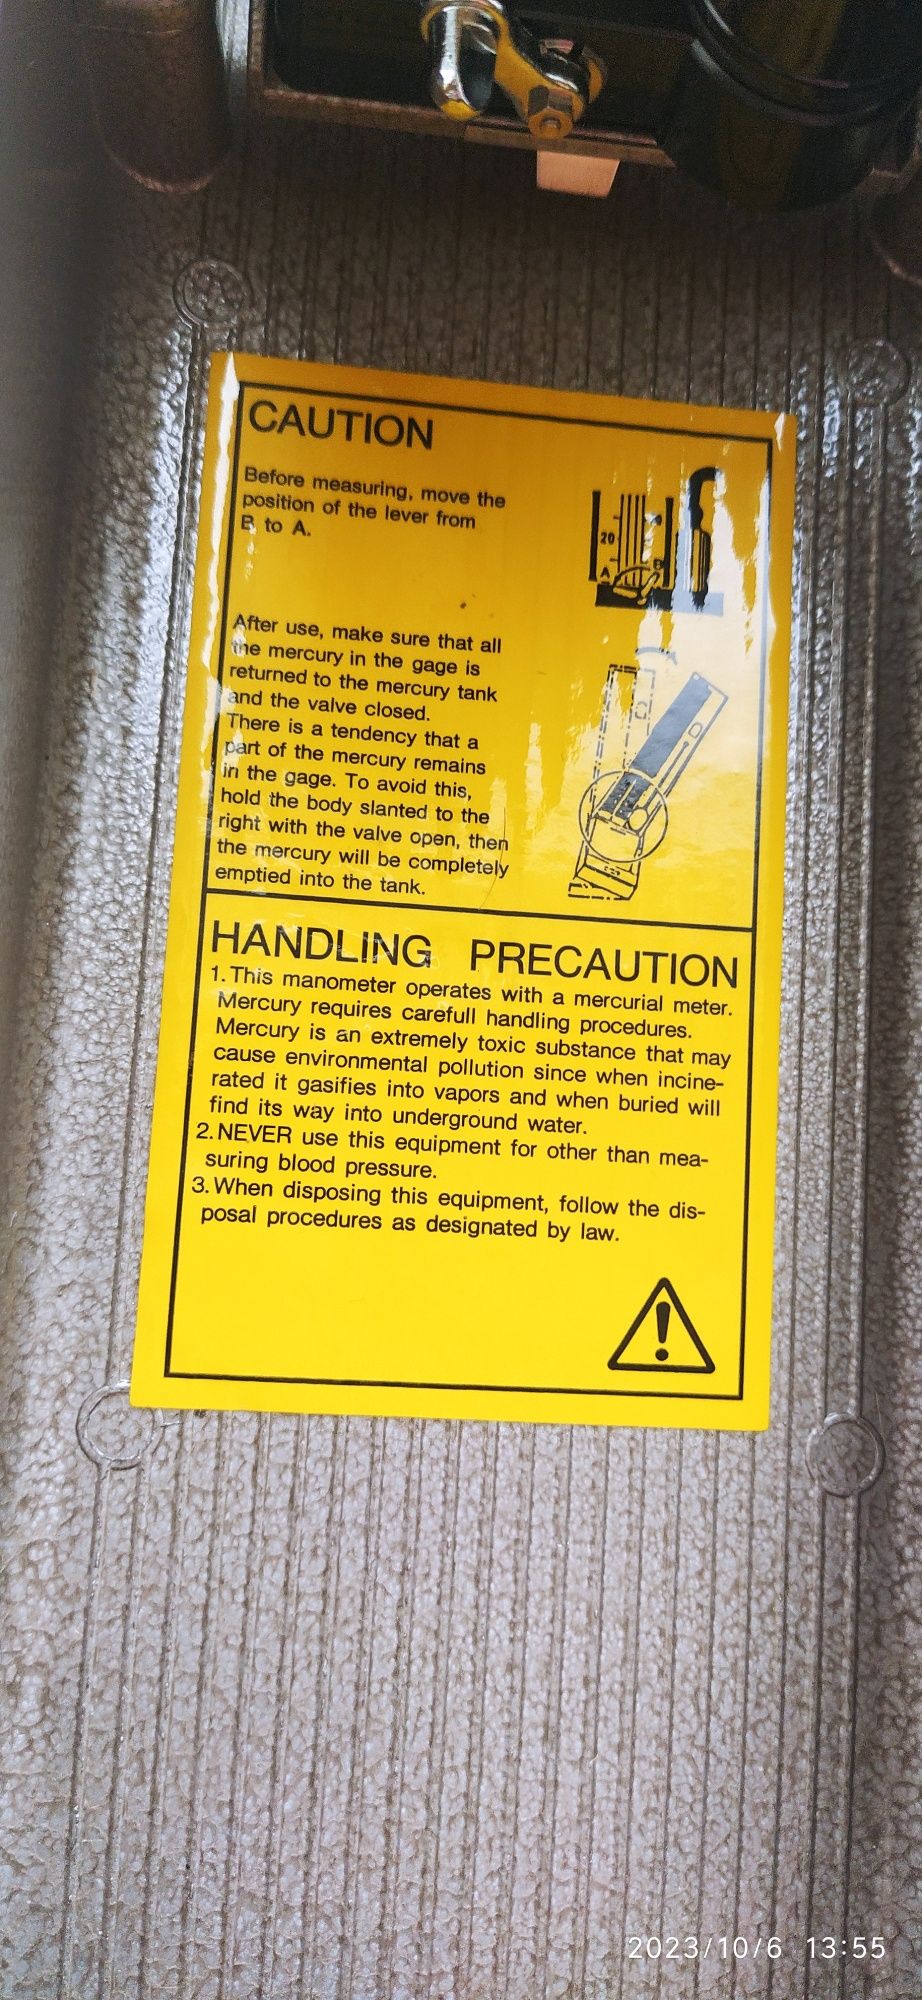 CAUTION
Before measuring, move the
position of the lever from
B to A.
20
A
B
After use, make sure that all
the mercury in the gage is
returned to the mercury tank
and the valve closed.
There is a tendency that a
part of the mercury remains
in the gage. To avoid this,
hold the body slanted to the
right with the valve open, then
the mercury will be completely
emptied into the tank.
HANDLING PRECAUTION
1. This manometer operates with a mercurial meter.
Mercury requires carefull handling procedures.
Mercury is an extremely toxic substance that may
cause environmental pollution since when incine-
rated it gasifies into vapors and when buried will
find its way into underground water.
2. NEVER use this equipment for other than mea-
suring blood pressure.
3. When disposing this equipment, follow the dis-
posal procedures as designated by law.
2023/10/6 13:55